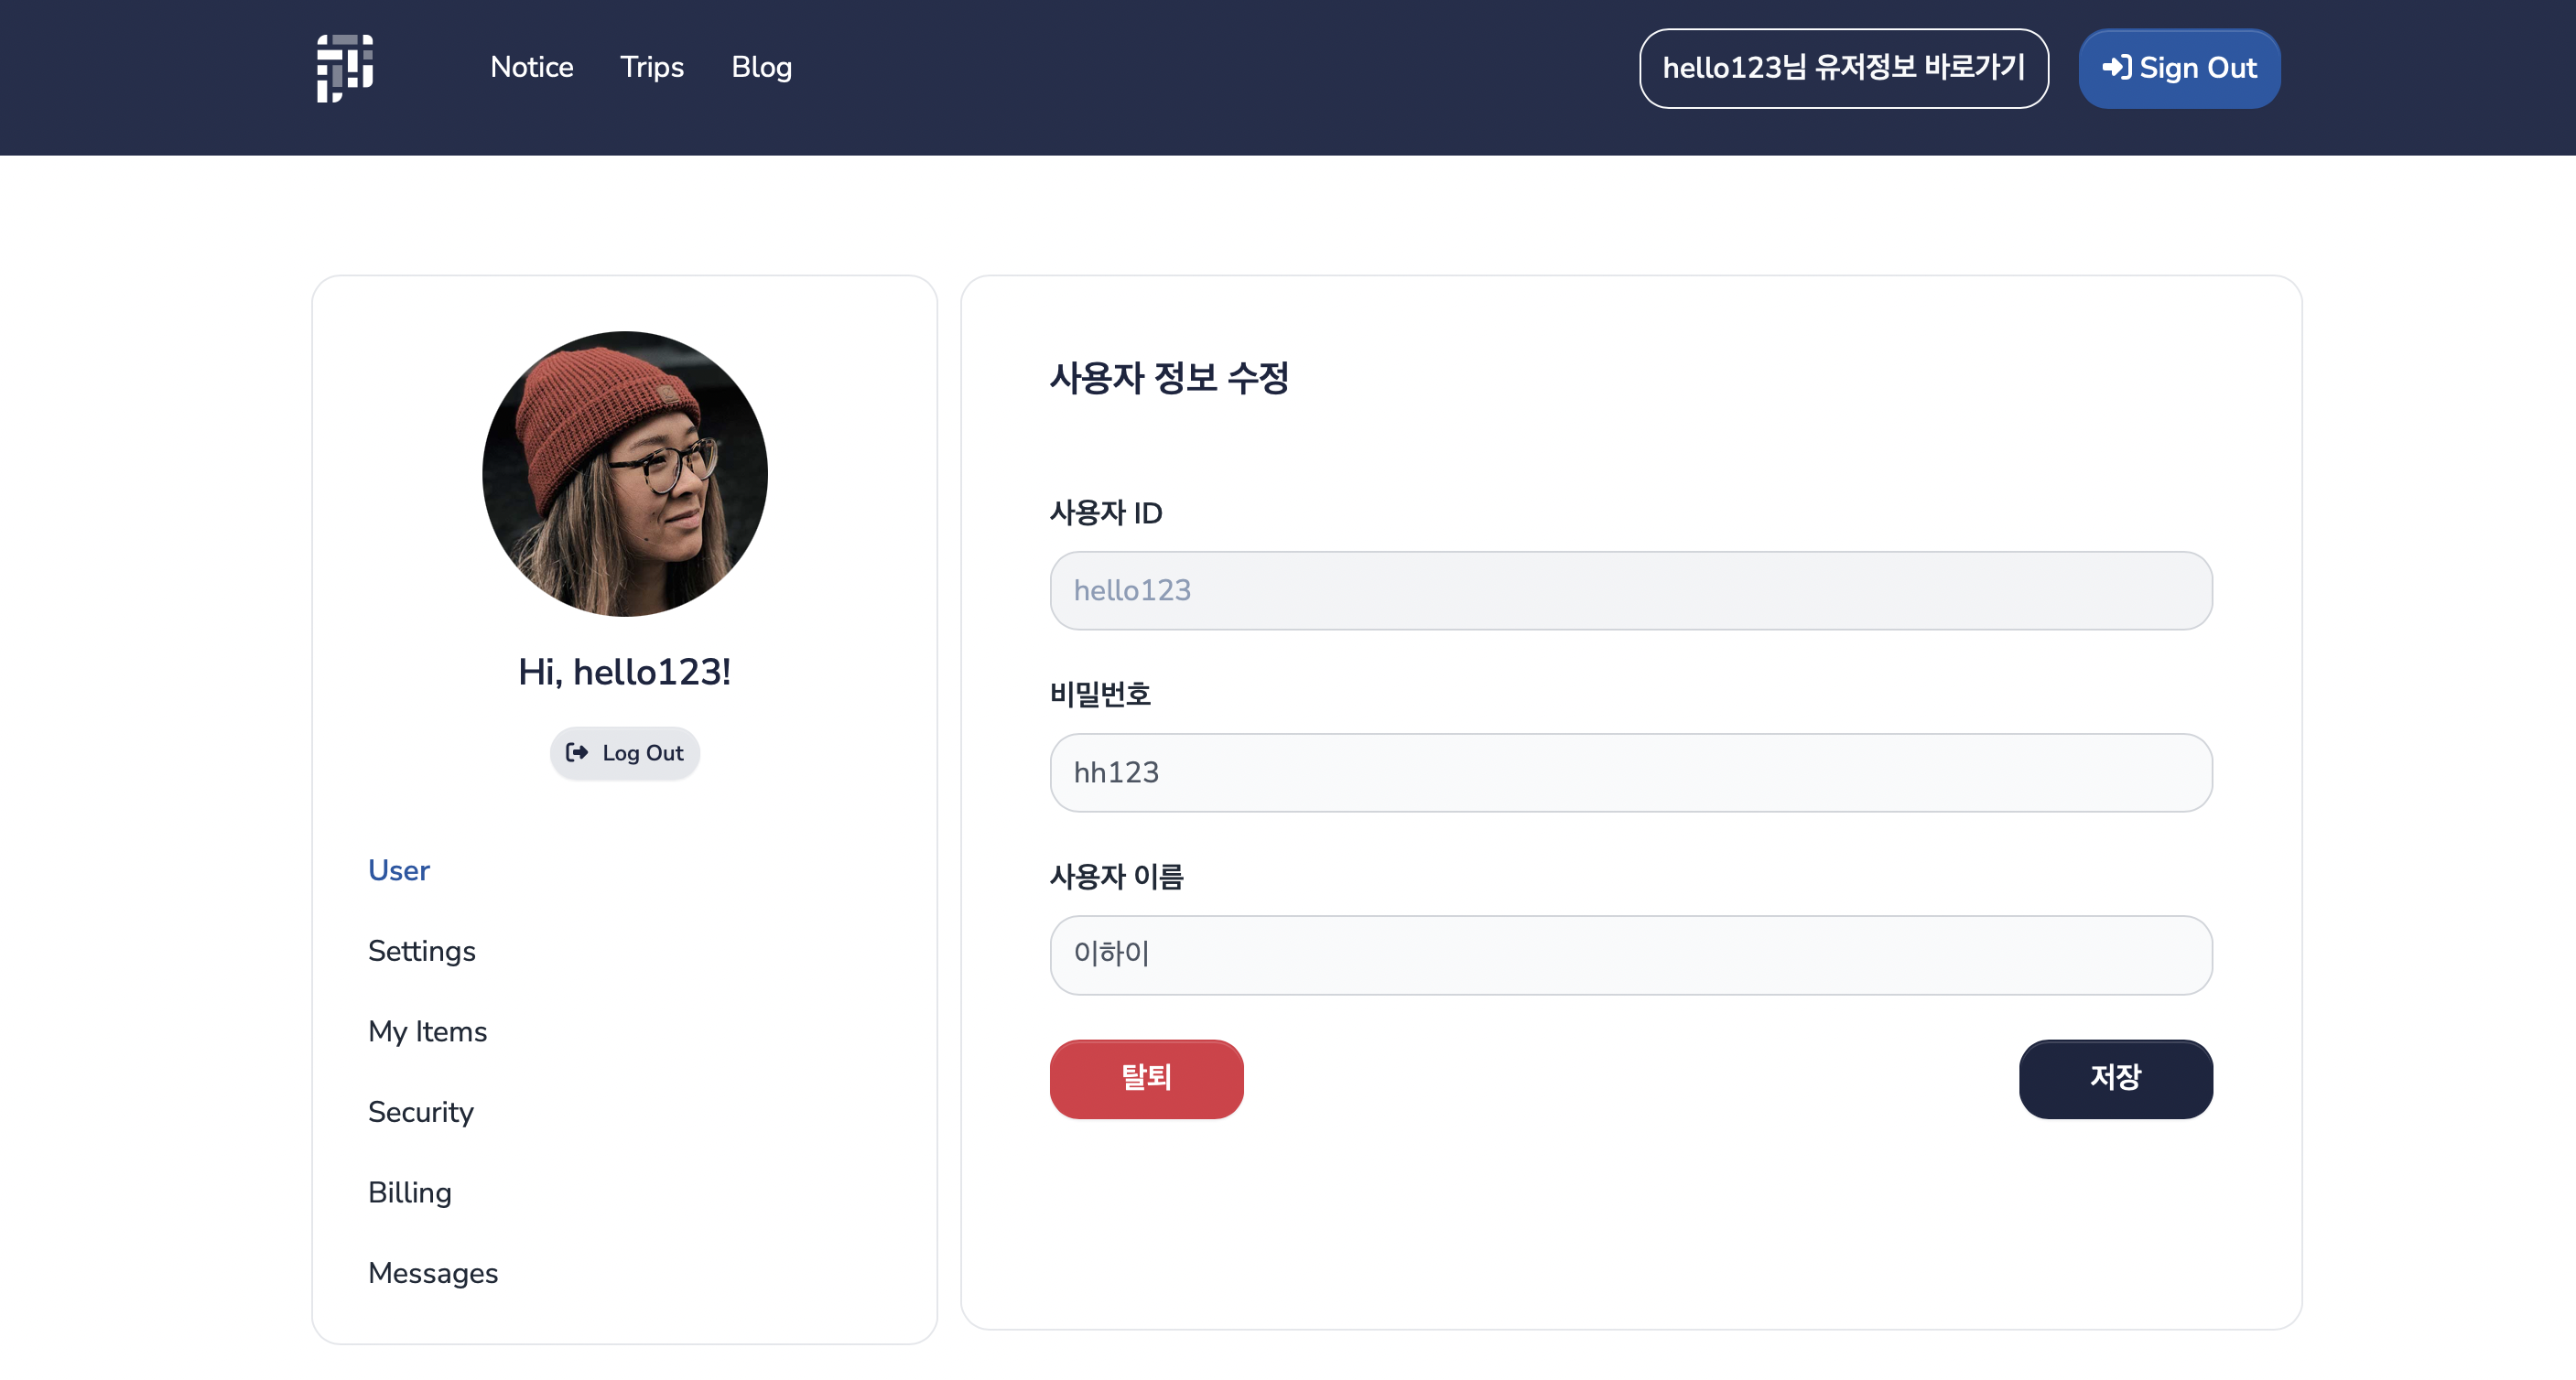 Notice Trips Blog hello123님 유저정보 바로가기 Sign Out
Hi, hello123!
Log Out
User
Settings
My Items
Security
Billing
Messages
사용자 정보 수정
사용자 ID
hello123
비밀번호
hh123
사용자 이름
이하이
탈퇴 저장